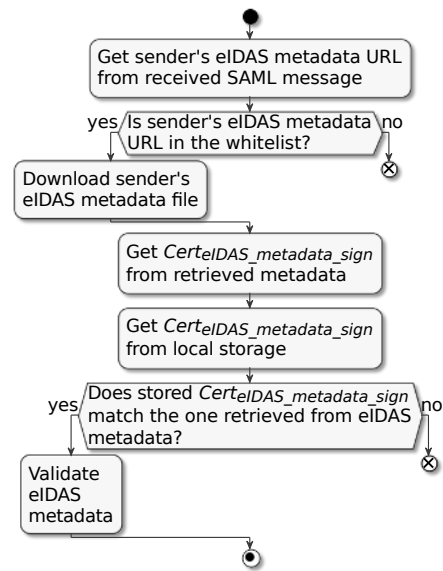 Get sender's eIDAS metadata URL
from received SAML message
yes
Is sender's eIDAS metadata
URL in the whitelist?
no
Download sender's
eIDAS metadata file
Get CerteIDAS_metadata_sign
from retrieved metadata
Get CerteIDAS_metadata_sign
from local storage
yes
Does stored CerteIDAS_metadata_sign
match the one retrieved from eIDAS
metadata?
no
Validate
eIDAS
metadata